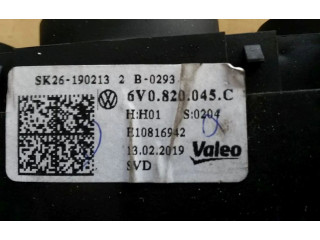 SK26-190213 2 B-0293
6V0.820.045.C
H:H01 S:0204
E10816942
13.02.2019 Valeo
SVD